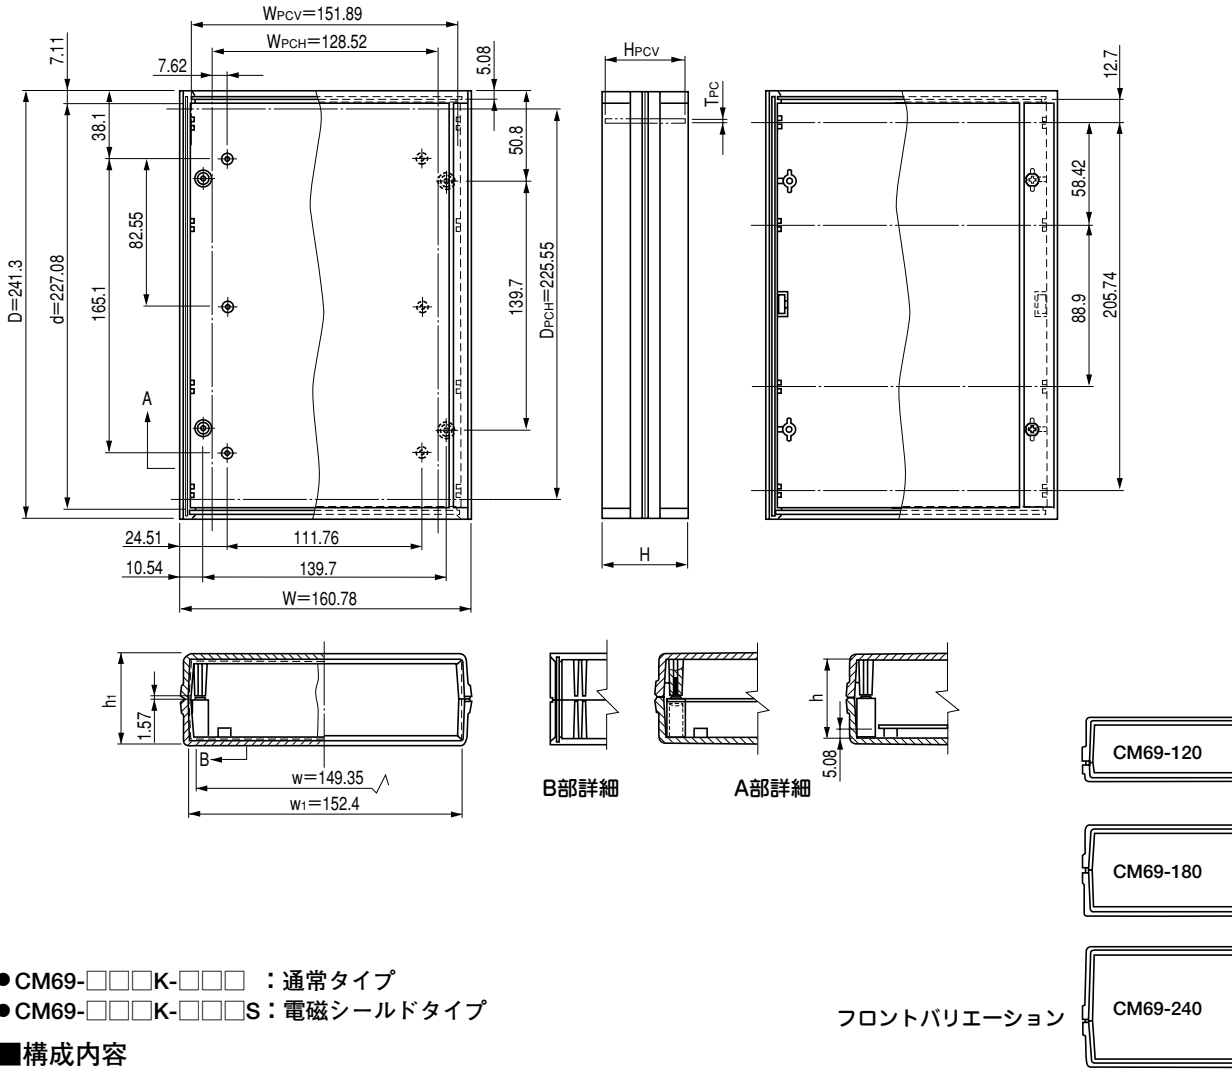 WPCV=151.89
WPCH=128.52
7.62
7.11
5.08
38.1
50.8
82.55
165.1
D=241.3
d=227.08
139.7
DPCH=225.55
A
24.51
111.76
10.54
139.7
W=160.78
HPCV
TPC
H
12.7
58.42
88.9
205.74
h1
1.57
B
w=149.35
w1=152.4
B部詳細
A部詳細
h
5.08
CM69-120
CM69-180
CM69-240
フロントバリエーション
●CM69-□□□K-□□□ ：通常タイプ
●CM69-□□□K-□□□S：電磁シールドタイプ
■構成内容